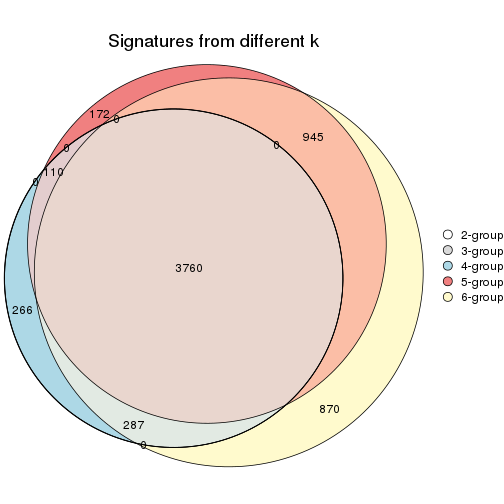 Signatures from different k
172
0
945
0
0
110
0
3760
266
287
0
870
2-group
3-group
4-group
5-group
6-group